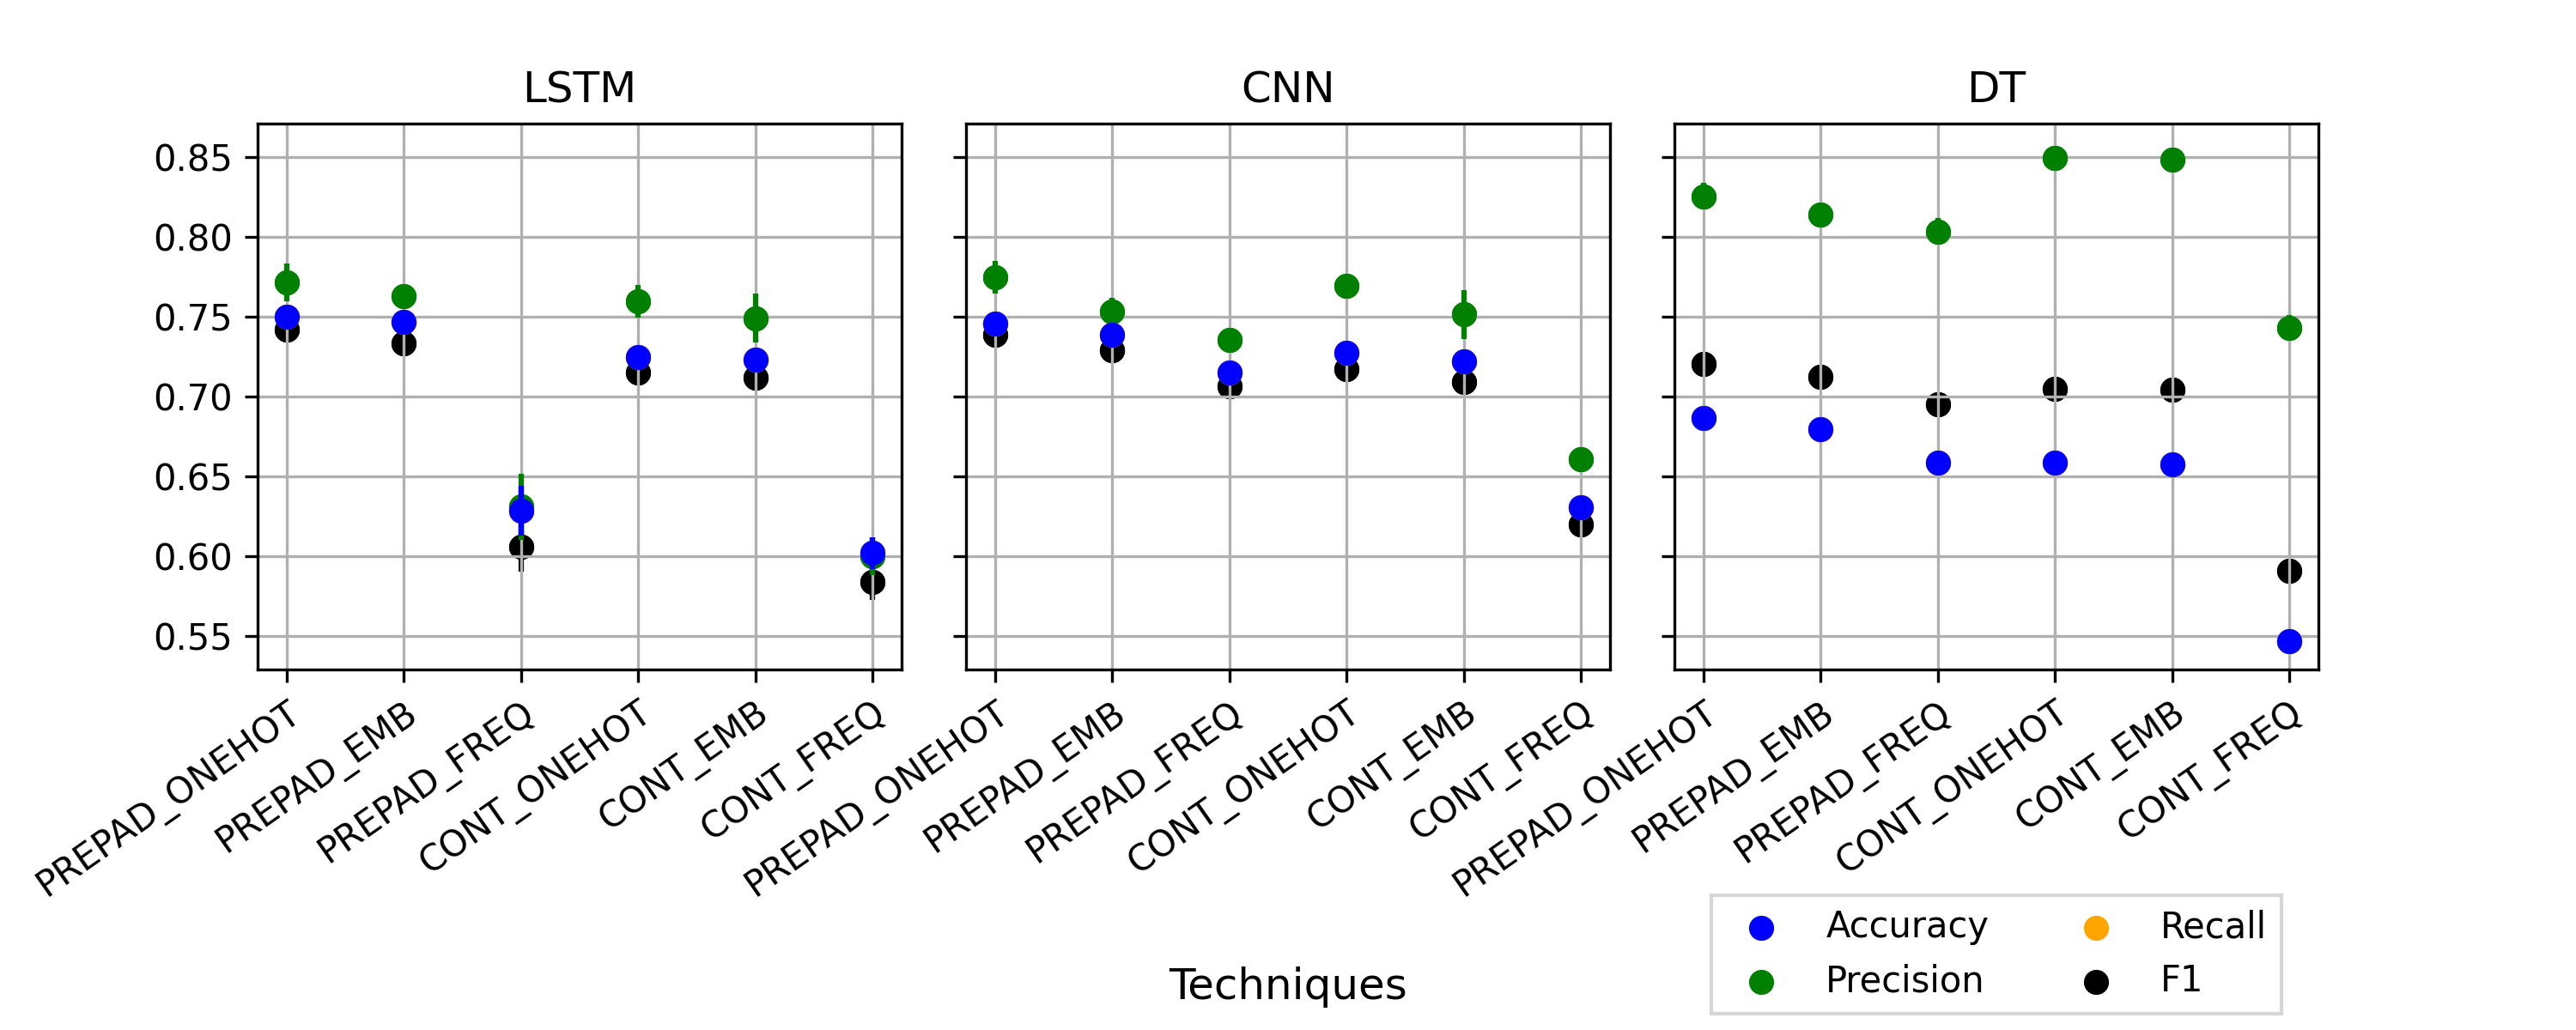 LSTM
CNN
DT
0.85
0.80
0.75
0.70
0.65
0.60
0.55
PREPAD_ONEHOT
PREPAD_EMB
PREPAD_FREQ
CONT_ONEHOT
CONT_EMB
CONT_FREQ
PREPAD_ONEHOT
PREPAD_EMB
PREPAD_FREQ
CONT_ONEHOT
CONT_EMB
CONT_FREQ
PREPAD_ONEHOT
PREPAD_EMB
PREPAD_FREQ
CONT_ONEHOT
CONT_EMB
CONT_FREQ
Techniques
Accuracy
Precision
Recall
F1